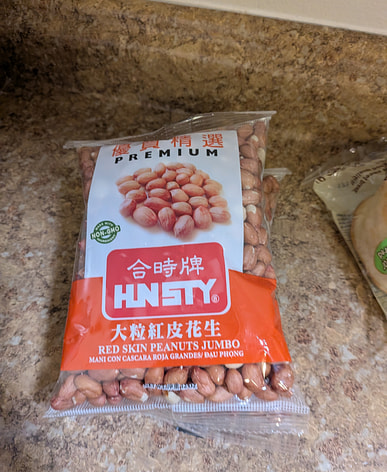 優質精選
PREMIUM
NON-GMO
合時牌
HNSTY®
大粒紅皮花生
RED SKIN PEANUTS JUMBO
MANI CON CASCARA ROJA GRANDES/ DAU PHONG